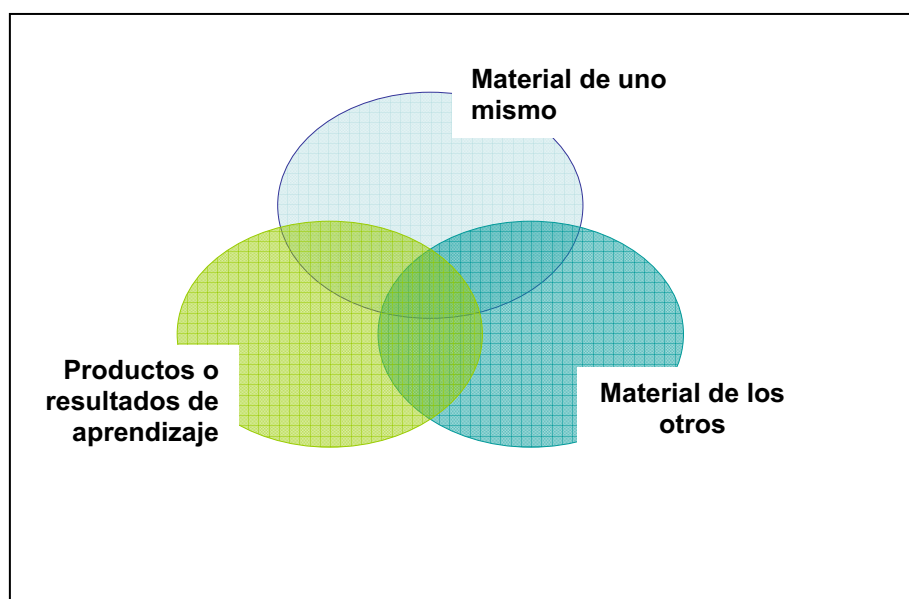 Material de uno
mismo
Productos o
resultados de
aprendizaje
Material de los
otros